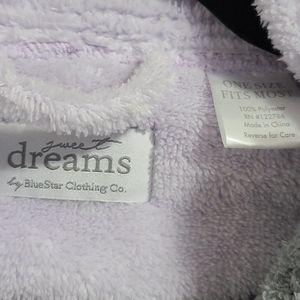 sweet
dreams
by BlueStar Clothing Co.
ONE SIZE
FITS MOST
100% Polyester
RN #122786
Made in China
Reverse for Care